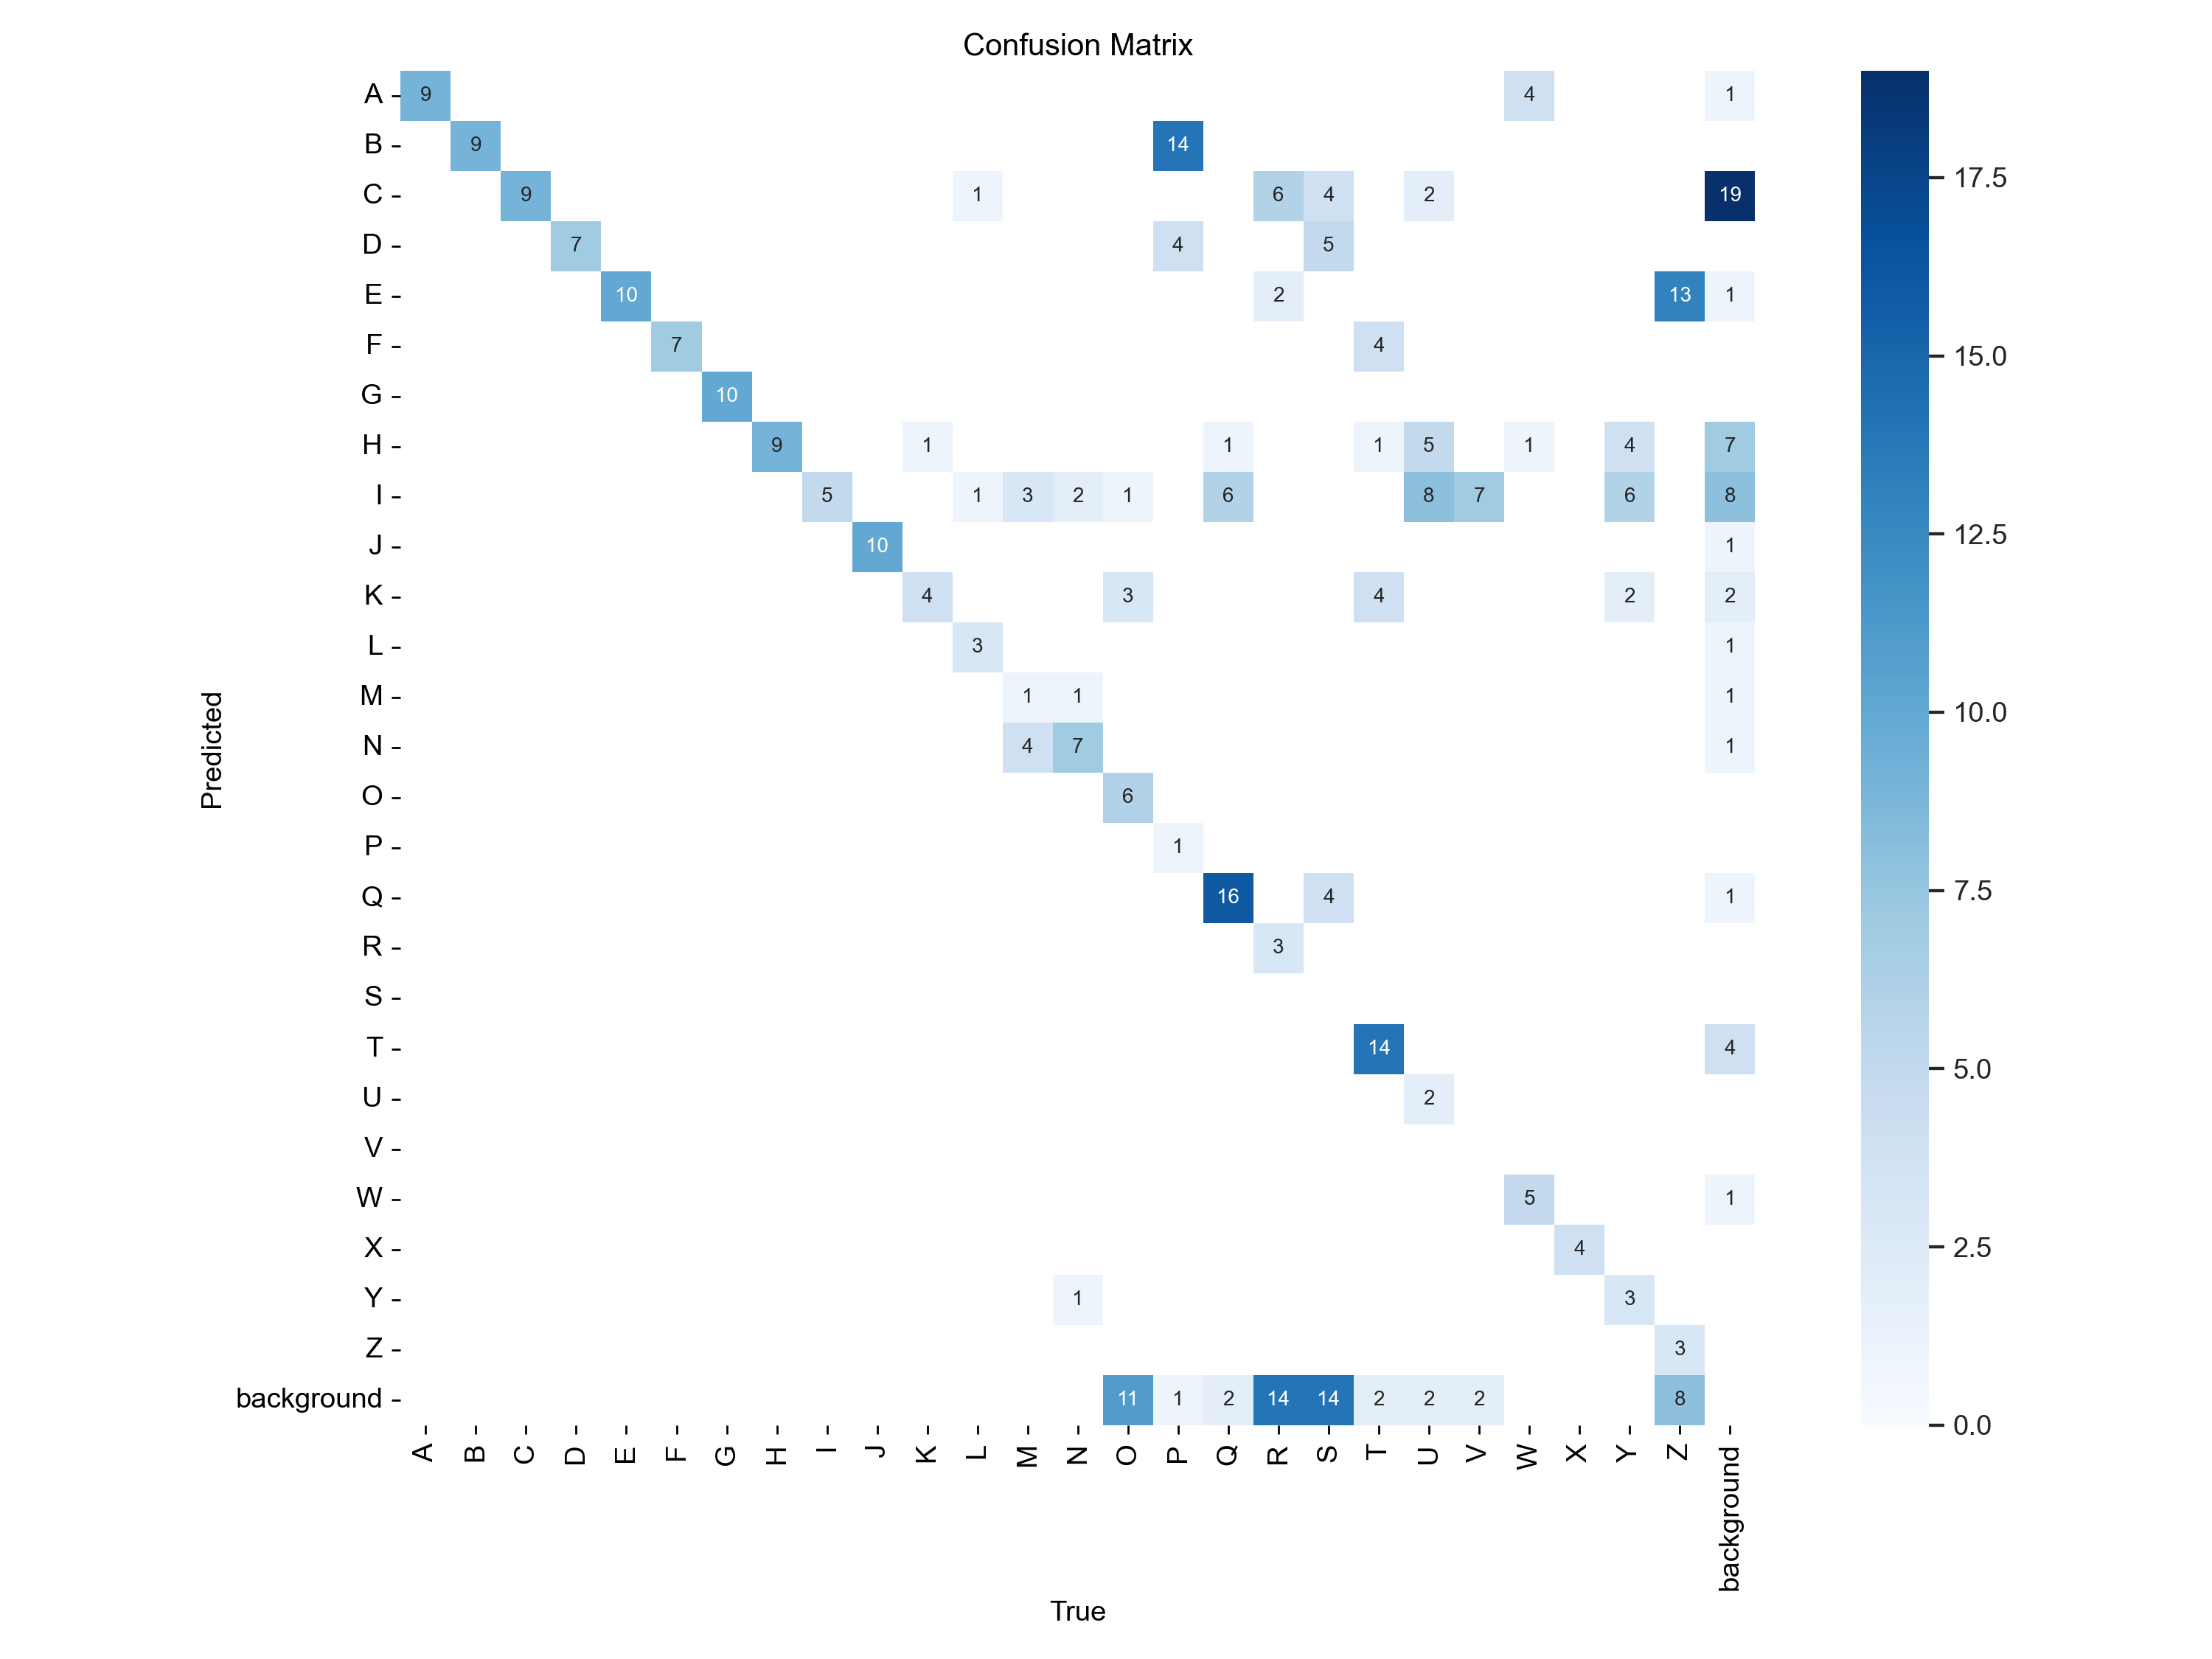 Confusion Matrix
A 9 4 1
B 9 14
C 9 1 6 4 2 19
17.5
D 7 4 5
E 10 2 13 1
F 7 4
15.0
G 10
H 9 1 1 1 5 1 4 7
I 5 1 3 2 1 6 8 7 6 8
12.5
J 10 1
K 4 3 4 2 2
L 3 1
M 1 1 1
10.0
N 4 7 1
O 6
P 1
Q 16 4 1
7.5
R 3
S
T 14 4
5.0
U 2
V
W 5 1
2.5
X 4
Y 1 3
Z 3
background 11 1 2 14 14 2 2 2 8
0.0
A B C D E F G H I J K L M N O P Q R S T U V W X Y Z background
Predicted
True